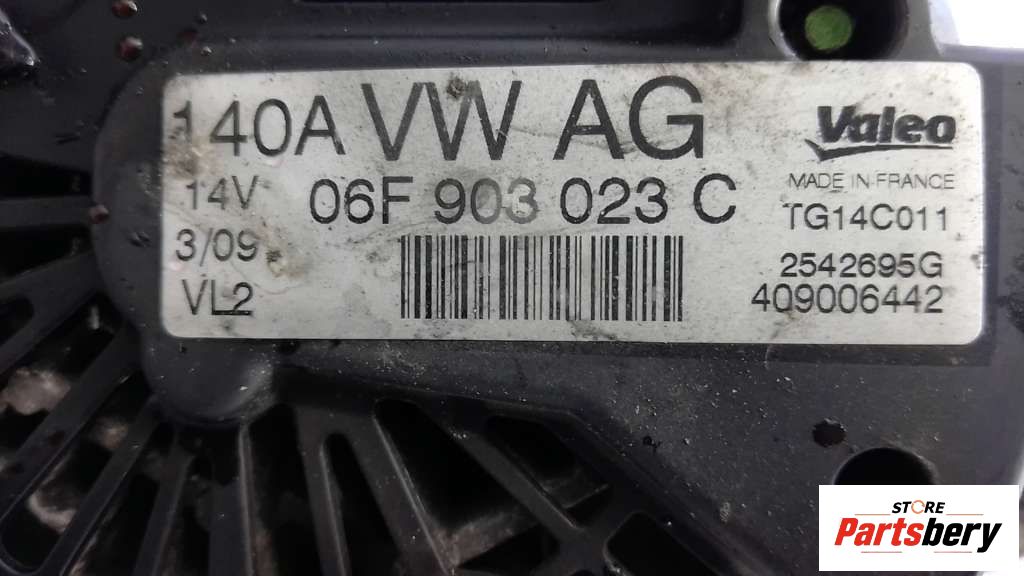 140A VW AG
Valeo
14V
06F 903 023 C
MADE IN FRANCE
TG14C011
3/09
2542695G
VL2
409006442
STORE
Partsbery